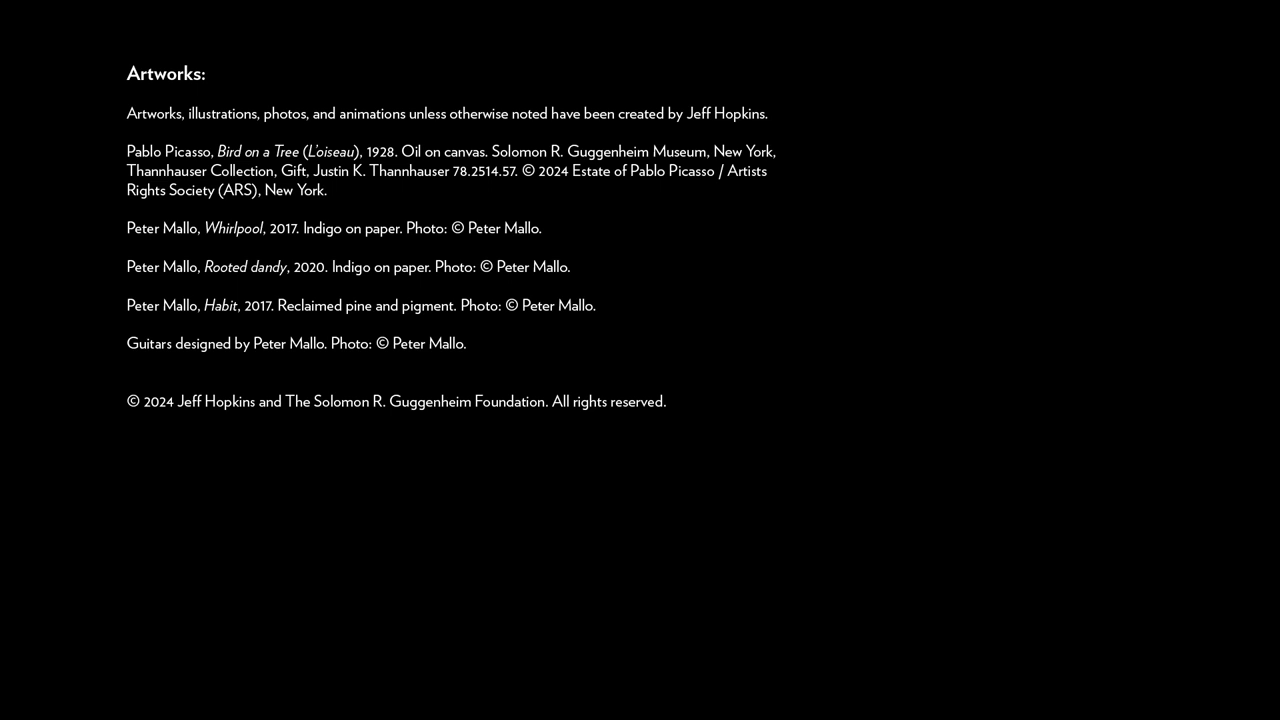 Artworks:
Artworks, illustrations, photos, and animations unless otherwise noted have been created by Jeff Hopkins.
Pablo Picasso, Bird on a Tree (L'oiseau), 1928. Oil on canvas. Solomon R. Guggenheim Museum, New York,
Thannhauser Collection, Gift, Justin K. Thannhauser 78.2514.57. © 2024 Estate of Pablo Picasso / Artists
Rights Society (ARS), New York.
Peter Mallo, Whirlpool, 2017. Indigo on paper. Photo: © Peter Mallo.
Peter Mallo, Rooted dandy, 2020. Indigo on paper. Photo: © Peter Mallo.
Peter Mallo, Habit, 2017. Reclaimed pine and pigment. Photo: © Peter Mallo.
Guitars designed by Peter Mallo. Photo: © Peter Mallo.
© 2024 Jeff Hopkins and The Solomon R. Guggenheim Foundation. All rights reserved.